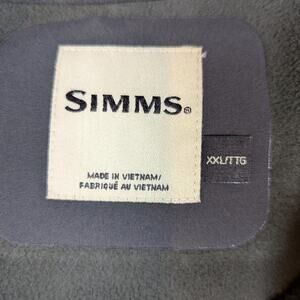 SIMMS®
XXL/TTG
MADE IN VIETNAM/
FABRIQUÉ AU VIETNAM